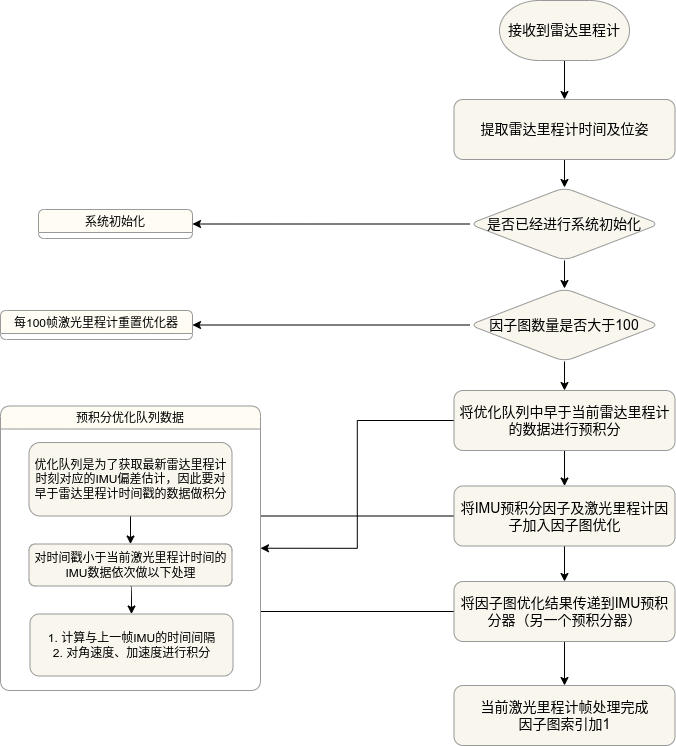 接收到雷达里程计
提取雷达里程计时间及位姿
是否已经进行系统初始化
系统初始化
因子图数量是否大于100
每100帧激光里程计重置优化器
将优化队列中早于当前雷达里程计
的数据进行预积分
预积分优化队列数据
优化队列是为了获取最新雷达里程计
时刻对应的IMU偏差估计，因此要对
早于雷达里程计时间戳的数据做积分
对时间戳小于当前激光里程计时间的
IMU数据依次做以下处理
1. 计算与上一帧IMU的时间间隔
2. 对角速度、加速度进行积分
将IMU预积分因子及激光里程计因
子加入因子图优化
将因子图优化结果传递到IMU预积
分器（另一个预积分器）
当前激光里程计帧处理完成
因子图索引加1